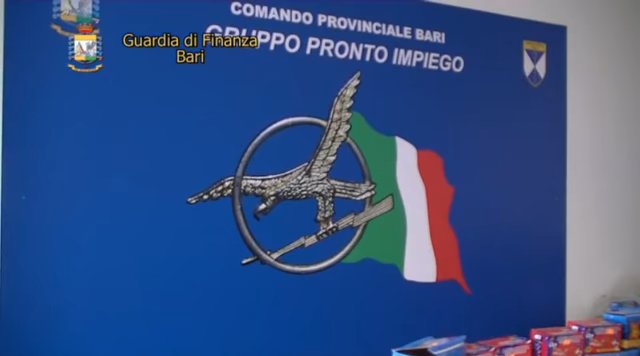 COMANDO PROVINCIALE BARI
GRUPPO PRONTO IMPIEGO
Guardia di Finanza
Bari